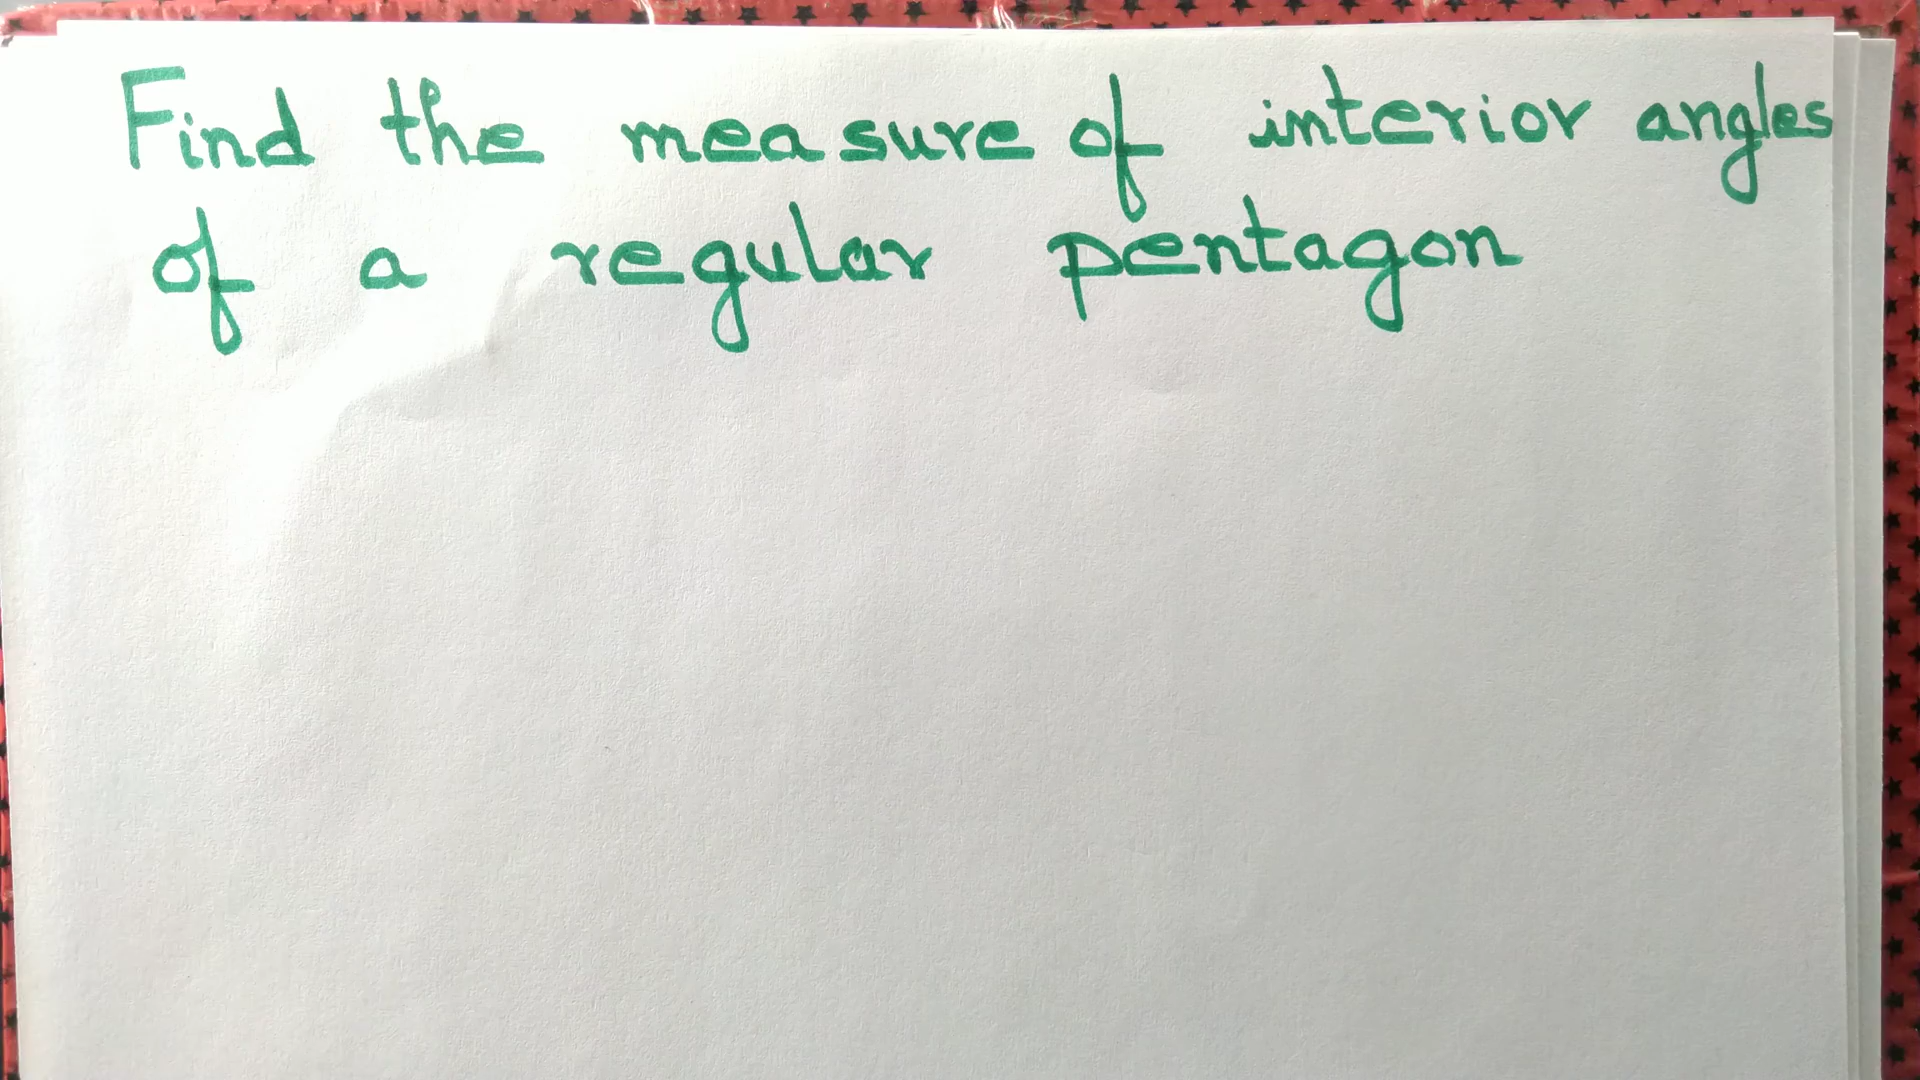 Find the measure of interior angles
of a regular pentagon